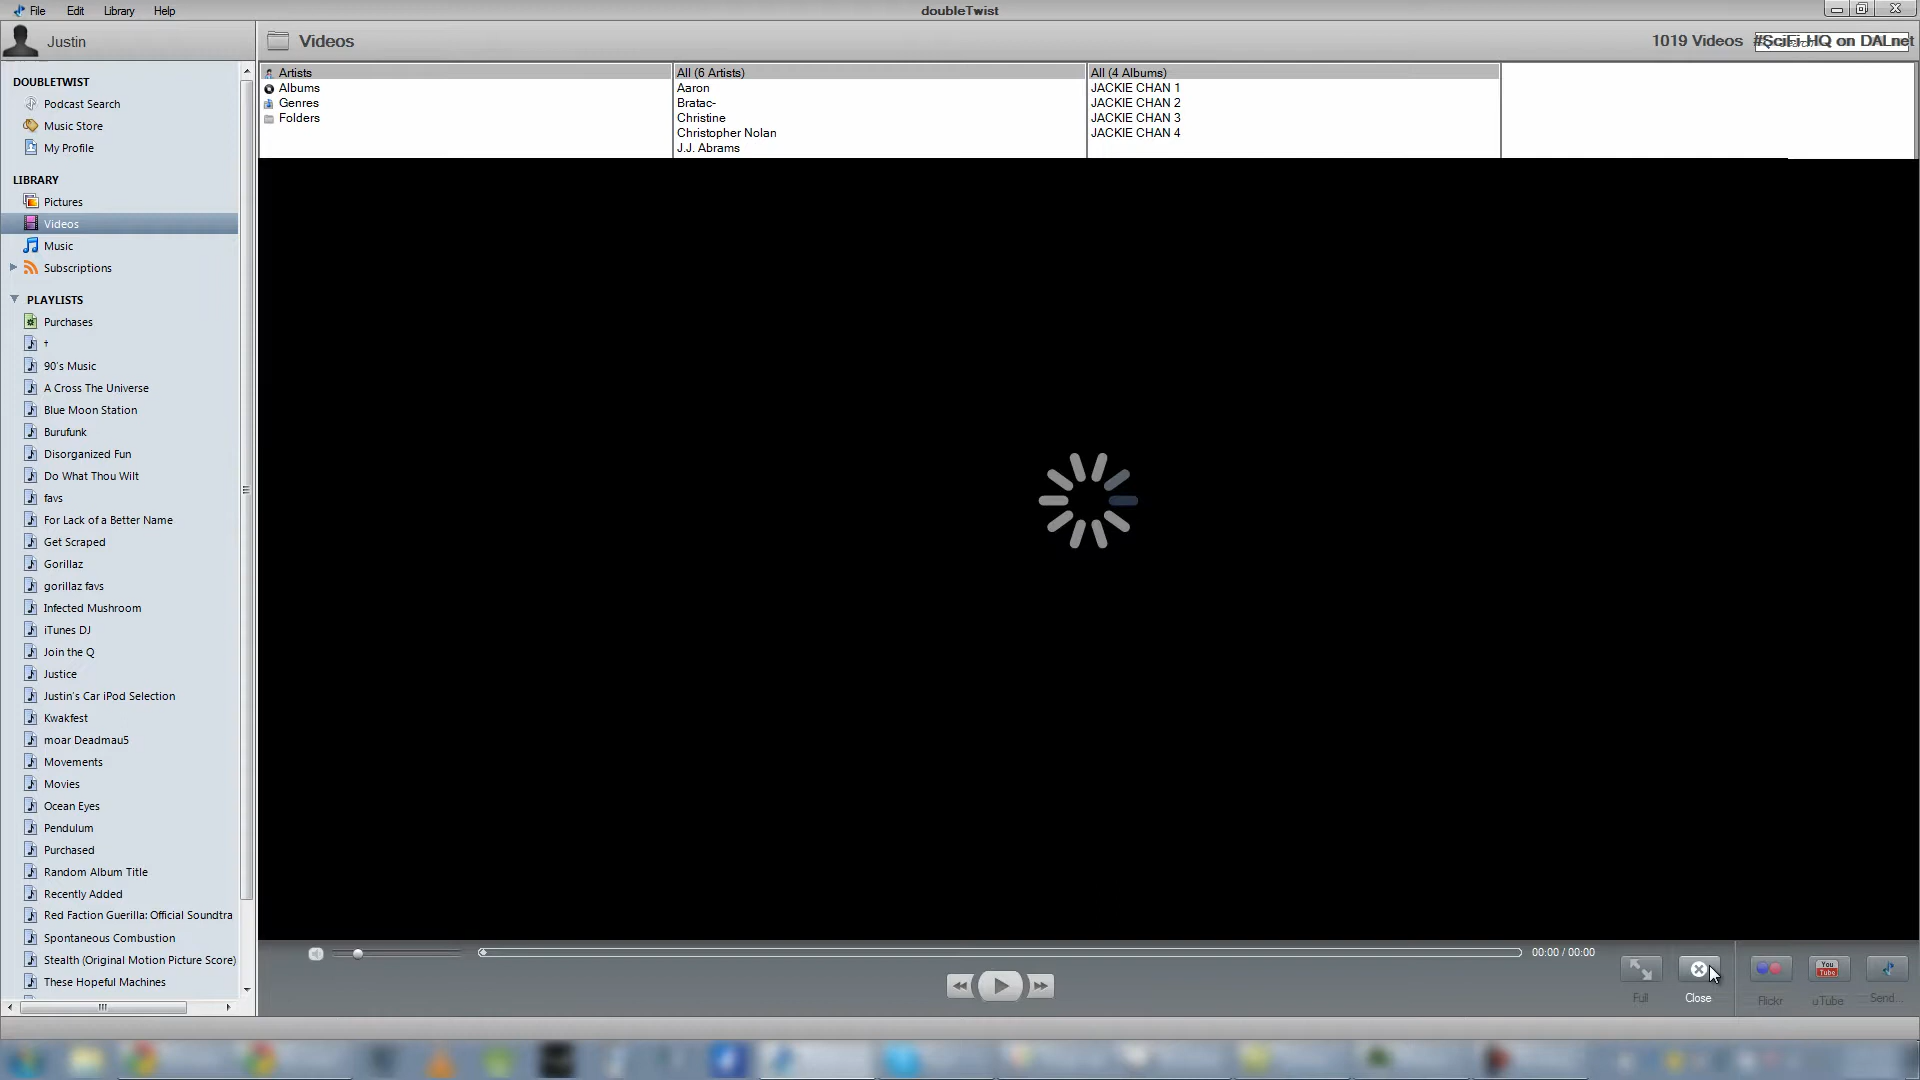 File Edit Library Help
doubleTwist
Justin
Videos
1019 Videos
#SciFi-HQ on DALnet
DOUBLETWIST
Podcast Search
Music Store
My Profile
LIBRARY
Pictures
Videos
Music
Subscriptions
PLAYLISTS
Purchases
†
90's Music
A Cross The Universe
Blue Moon Station
Burufunk
Disorganized Fun
Do What Thou Wilt
favs
For Lack of a Better Name
Get Scraped
Gorillaz
gorillaz favs
Infected Mushroom
iTunes DJ
Join the Q
Justice
Justin's Car iPod Selection
Kwakfest
moar Deadmau5
Movements
Movies
Ocean Eyes
Pendulum
Purchased
Random Album Title
Recently Added
Red Faction Guerilla: Official Soundtra
Spontaneous Combustion
Stealth (Original Motion Picture Score)
These Hopeful Machines
Artists
Albums
Genres
Folders
All (6 Artists)
Aaron
Bratac-
Christine
Christopher Nolan
J.J. Abrams
All (4 Albums)
JACKIE CHAN 1
JACKIE CHAN 2
JACKIE CHAN 3
JACKIE CHAN 4
00:00 / 00:00
Full
Close
Flickr
You
Tube
uTube
Send...